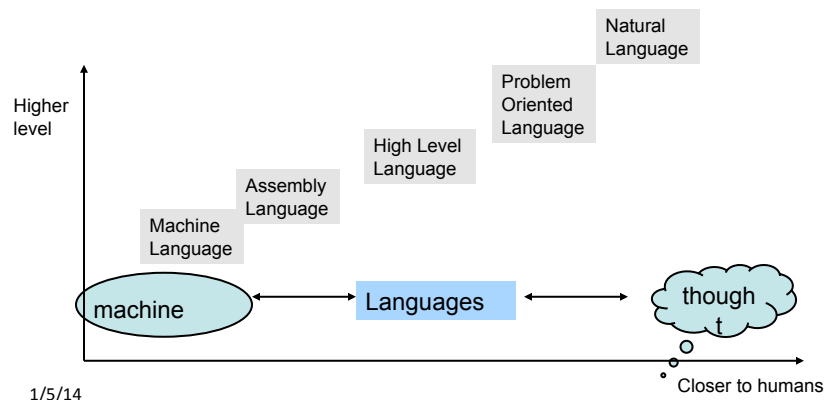 Natural
Language
Problem
Oriented
Language
Higher
level
High Level
Language
Assembly
Language
Machine
Language
machine
Languages
though
t
Closer to humans
1/5/14